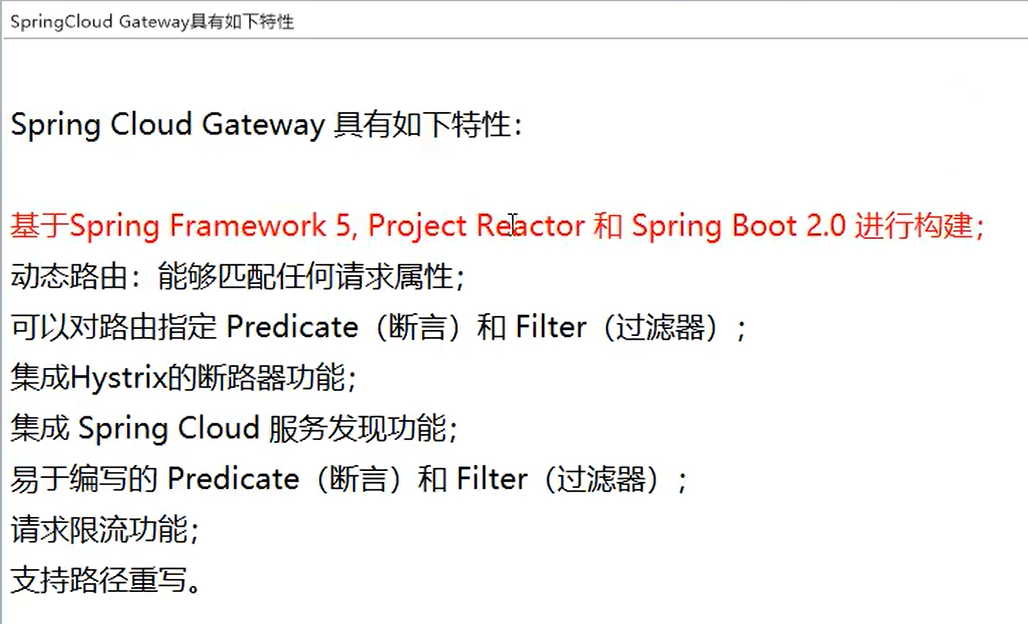 SpringCloud Gateway具有如下特性
Spring Cloud Gateway 具有如下特性：
基于Spring Framework 5, Project Reactor 和 Spring Boot 2.0 进行构建；
动态路由：能够匹配任何请求属性；
可以对路由指定 Predicate（断言）和 Filter（过滤器）；
集成Hystrix的断路器功能；
集成 Spring Cloud 服务发现功能；
易于编写的 Predicate（断言）和 Filter（过滤器）；
请求限流功能；
支持路径重写。